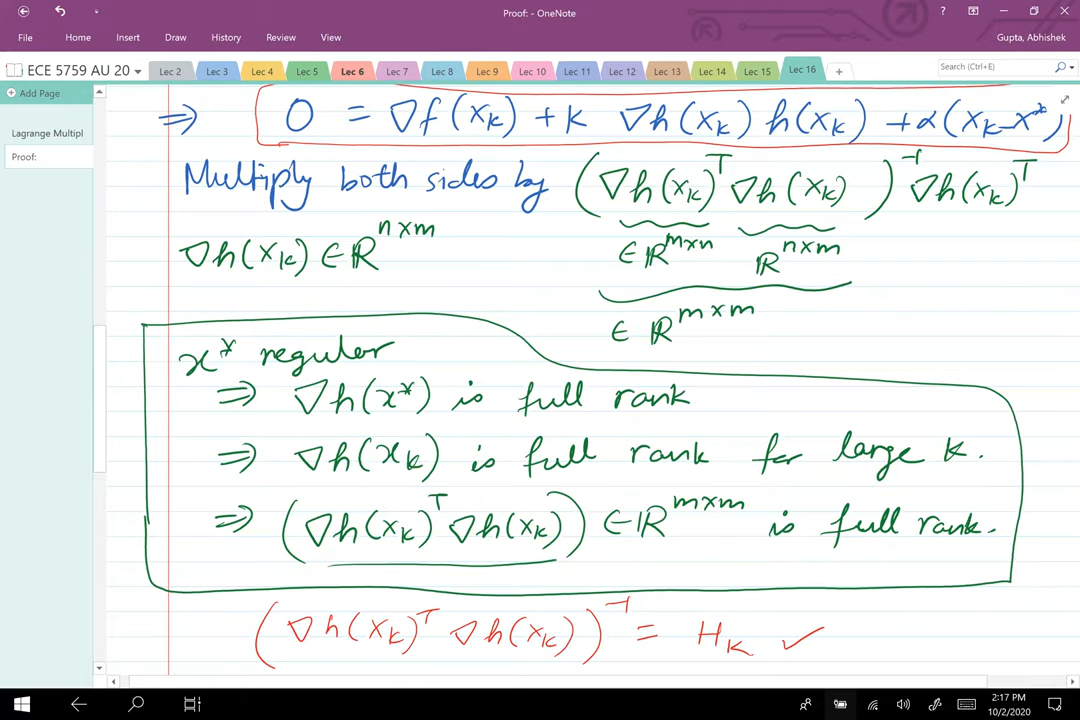 Proof: - OneNote
File Home Insert Draw History Review View Gupta, Abhishek
ECE 5759 AU 20 Lec 2 Lec 3 Lec 4 Lec 5 Lec 6 Lec 7 Lec 8 Lec 9 Lec 10 Lec 11 Lec 12 Lec 13 Lec 14 Lec 15 Lec 16 + Search (Ctrl+E)
Add Page
Lagrange Multipl
Proof:
⇒ 0 = ∇f(x_k) + k ∇h(x_k) h(x_k) + α(x_k - x*)
Multiply both sides by (∇h(x_k)^T ∇h(x_k))^-1 ∇h(x_k)^T
∇h(x_k) ∈ ℝ^{n×m} ∈ ℝ^{m×n} ℝ^{n×m}
∈ ℝ^{m×m}
x* regular
⇒ ∇h(x*) is full rank
⇒ ∇h(x_k) is full rank for large k.
⇒ (∇h(x_k)^T ∇h(x_k)) ∈ ℝ^{m×m} is full rank.
(∇h(x_k)^T ∇h(x_k))^-1 = H_k ✓
2:17 PM
10/2/2020